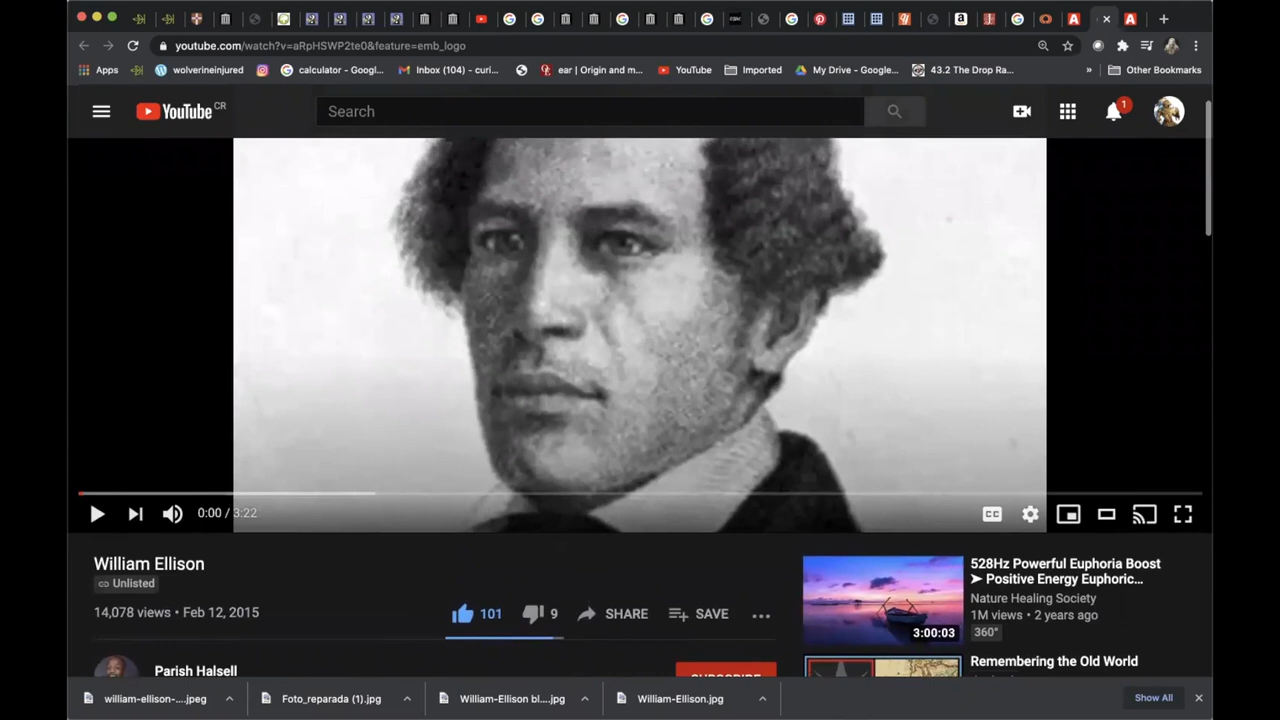 youtube.com/watch?v=aRpHSWP2te0&feature=emb_logo
Apps
wolverineinjured
calculator - Googl...
Inbox (104) - curi...
ear | Origin and m...
YouTube
Imported
My Drive - Google...
43.2 The Drop Ra...
»
Other Bookmarks
YouTube CR
Search
1
0:00 / 3:22
CC
William Ellison
Unlisted
14,078 views • Feb 12, 2015
101
9
SHARE
SAVE
Parish Halsell
SUBSCRIBE
528Hz Powerful Euphoria Boost
➤ Positive Energy Euphoric...
Nature Healing Society
1M views • 2 years ago
360°
3:00:03
Remembering the Old World
william-ellison-....jpeg
Foto_reparada (1).jpg
William-Ellison bl....jpg
William-Ellison.jpg
Show All